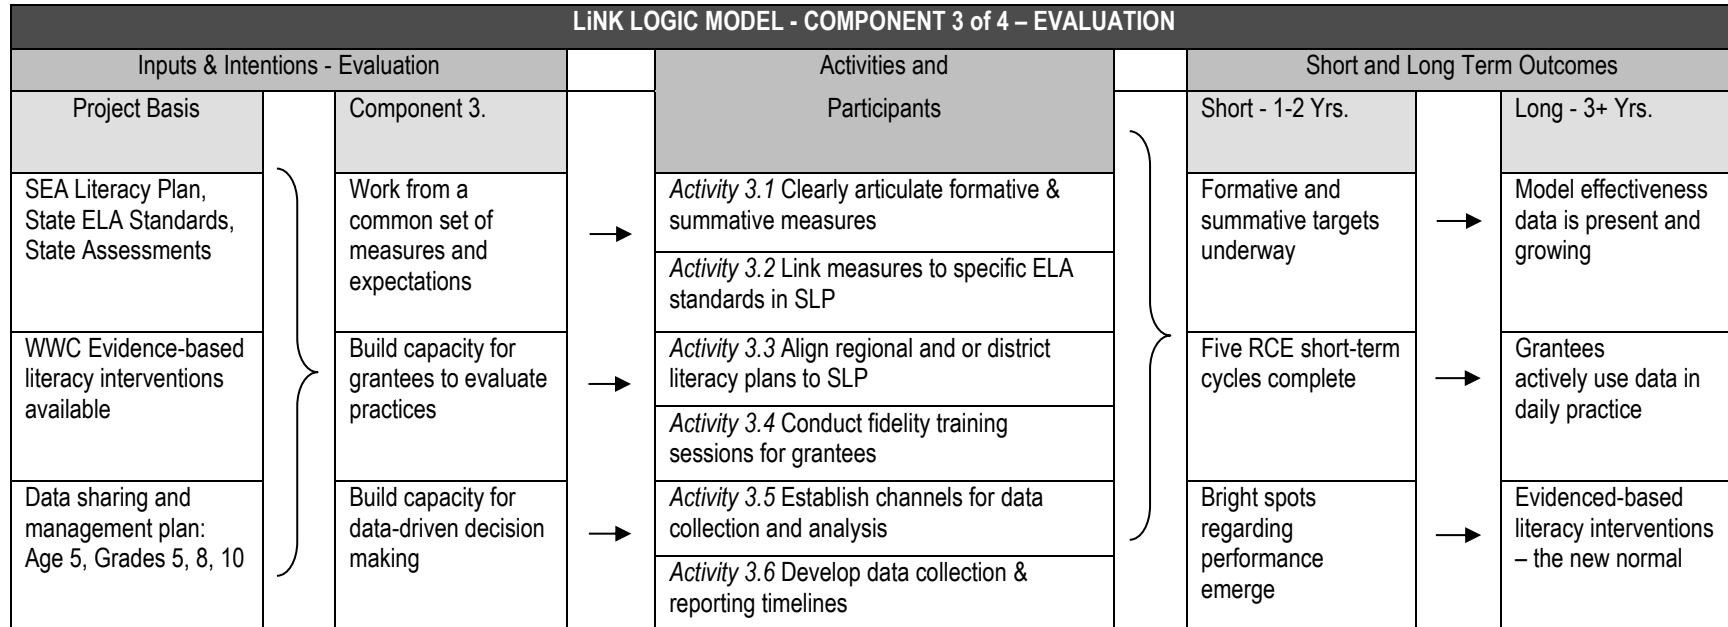 LiNK LOGIC MODEL - COMPONENT 3 of 4 – EVALUATION
Inputs & Intentions - Evaluation
Activities and
Participants
Short and Long Term Outcomes
Project Basis
Component 3.
Short - 1-2 Yrs.
Long - 3+ Yrs.
SEA Literacy Plan,
State ELA Standards,
State Assessments
Work from a
common set of
measures and
expectations
Activity 3.1 Clearly articulate formative &
summative measures
Activity 3.2 Link measures to specific ELA
standards in SLP
Formative and
summative targets
underway
Model effectiveness
data is present and
growing
WWC Evidence-based
literacy interventions
available
Build capacity for
grantees to evaluate
practices
Activity 3.3 Align regional and or district
literacy plans to SLP
Activity 3.4 Conduct fidelity training
sessions for grantees
Five RCE short-term
cycles complete
Grantees
actively use data in
daily practice
Data sharing and
management plan:
Age 5, Grades 5, 8, 10
Build capacity for
data-driven decision
making
Activity 3.5 Establish channels for data
collection and analysis
Activity 3.6 Develop data collection &
reporting timelines
Bright spots
regarding
performance
emerge
Evidenced-based
literacy interventions
– the new normal